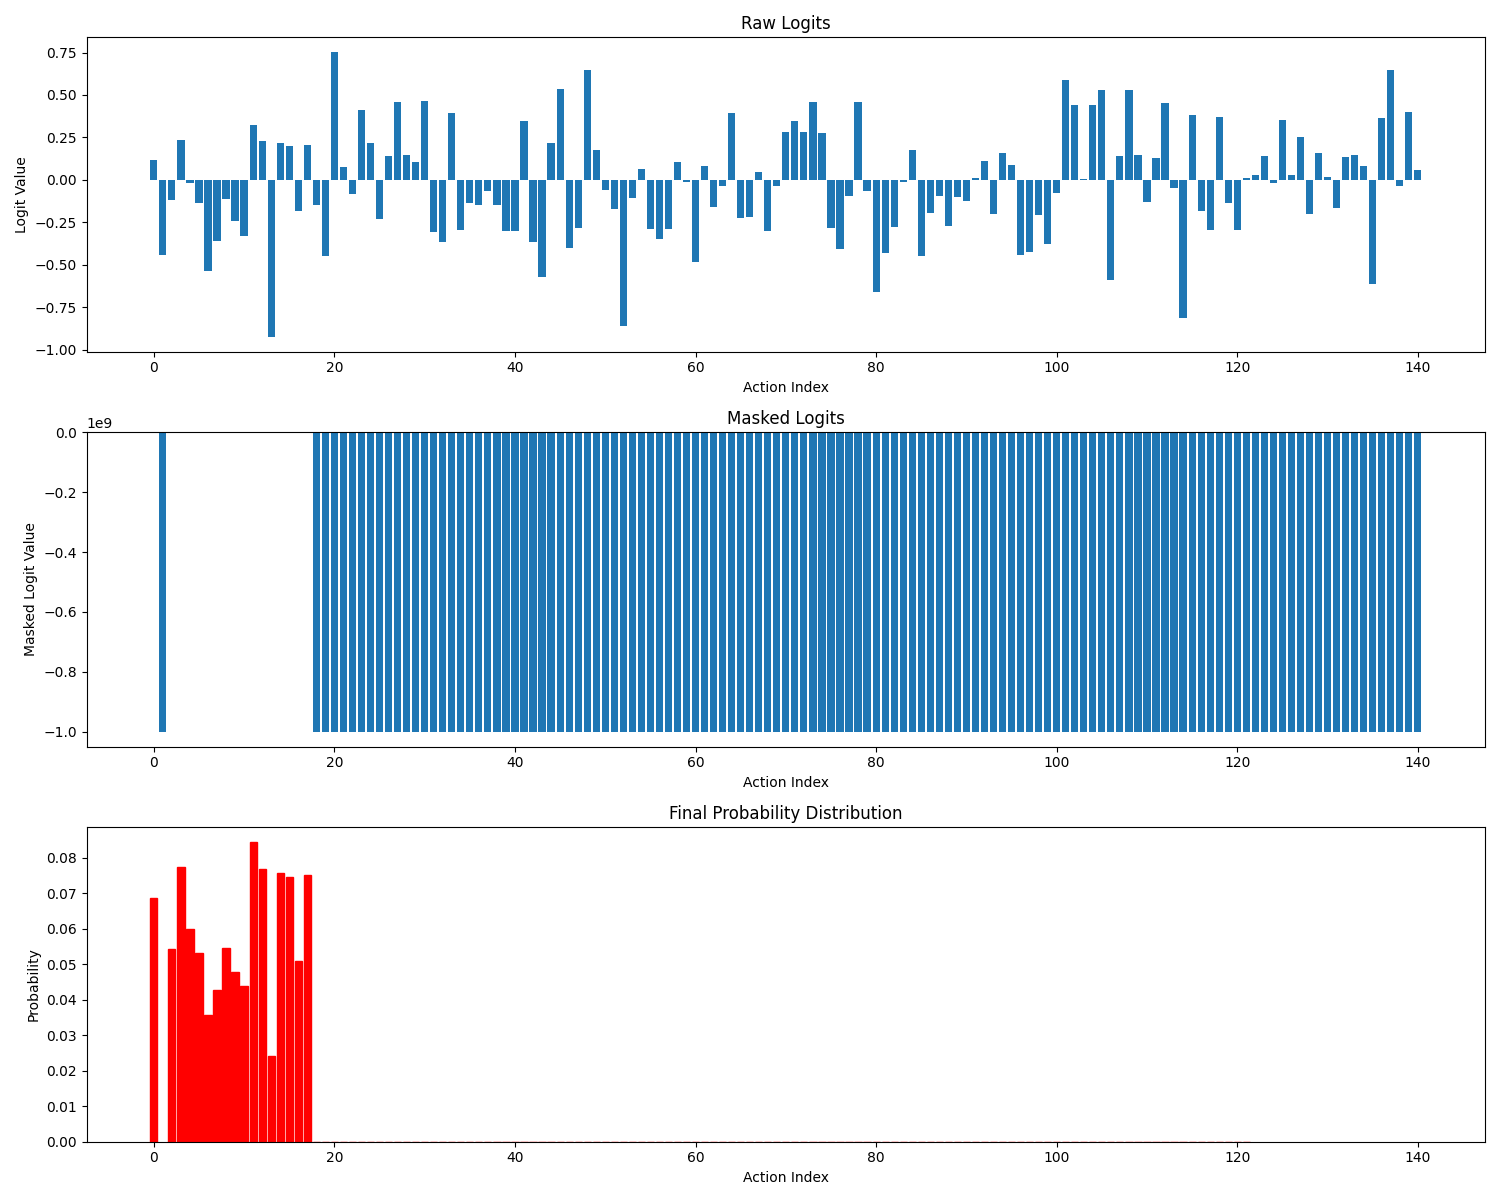 Raw Logits
0.75
0.50
0.25
0.00
−0.25
−0.50
−0.75
−1.00
Logit Value
0 20 40 60 80 100 120 140
Action Index
Masked Logits
1e9
0.0
−0.2
−0.4
−0.6
−0.8
−1.0
Masked Logit Value
0 20 40 60 80 100 120 140
Action Index
Final Probability Distribution
0.08
0.07
0.06
0.05
0.04
0.03
0.02
0.01
0.00
Probability
0 20 40 60 80 100 120 140
Action Index